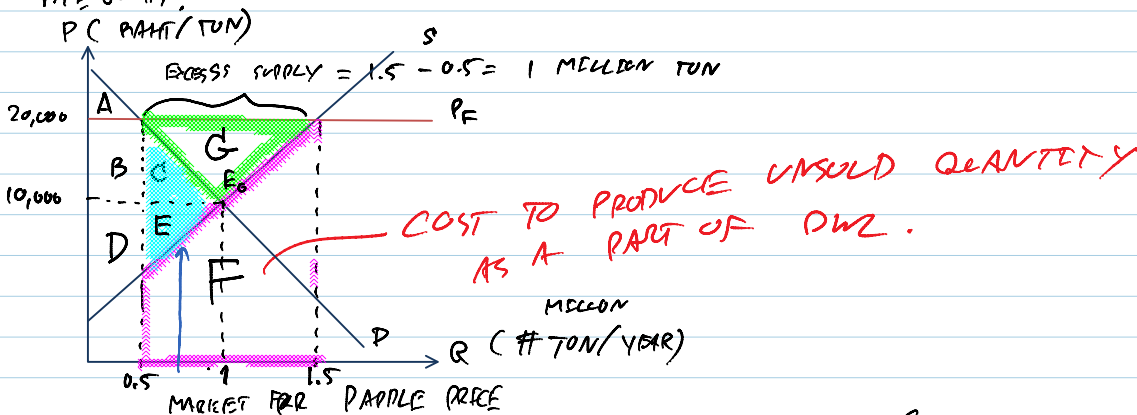 P ( BAHT/TON)
S
EXCESS SUPPLY = 1.5 - 0.5 = 1 MILLION TON
A
20,000
PF
G
B
C
E0
10,000
COST TO PRODUCE UNSOLD QUANTITY
AS A PART OF DWL.
E
D
F
MILLION
D
Q (# TON/YEAR)
0.5
1
1.5
MARKET FOR PADDLE PRICE